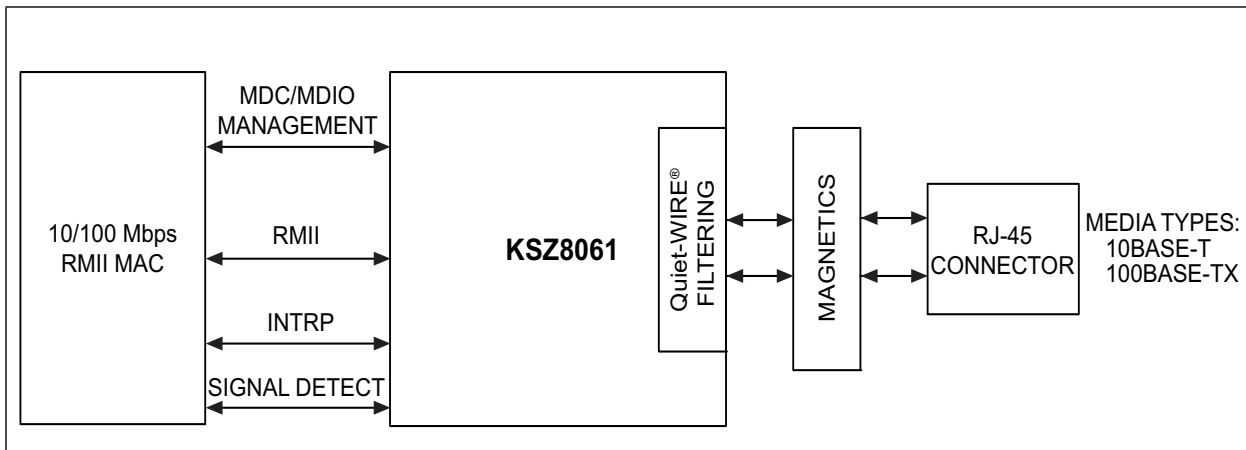 MDC/MDIO
MANAGEMENT
10/100 Mbps
RMII MAC
RMII
INTRP
SIGNAL DETECT
KSZ8061
Quiet-WIRE®
FILTERING
MAGNETICS
RJ-45
CONNECTOR
MEDIA TYPES:
10BASE-T
100BASE-TX